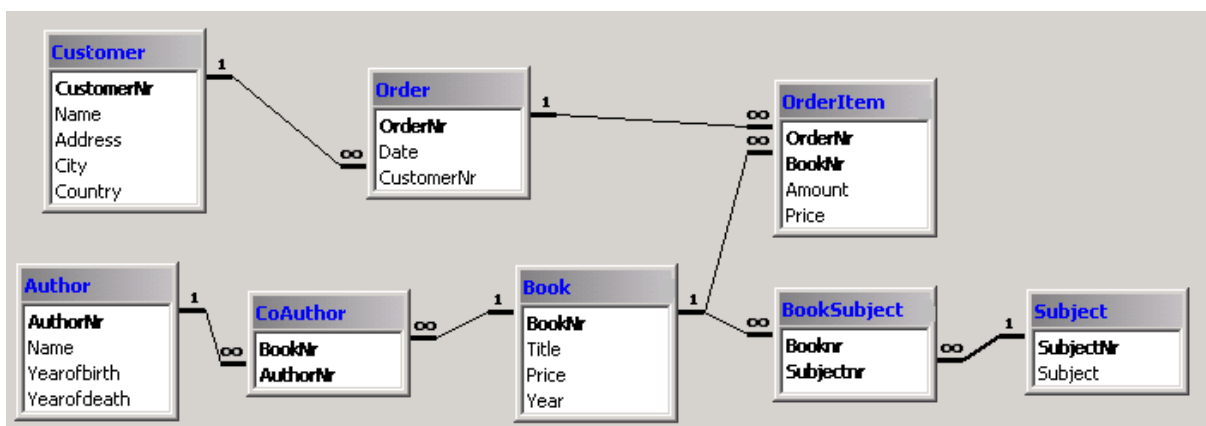 Customer
CustomerNr
Name
Address
City
Country
1
∞
Order
OrderNr
Date
CustomerNr
1
∞
∞
OrderItem
OrderNr
BookNr
Amount
Price
Author
AuthorNr
Name
Yearofbirth
Yearofdeath
1
∞
CoAuthor
BookNr
AuthorNr
∞
1
Book
BookNr
Title
Price
Year
1
∞
BookSubject
Booknr
Subjectnr
∞
1
Subject
SubjectNr
Subject